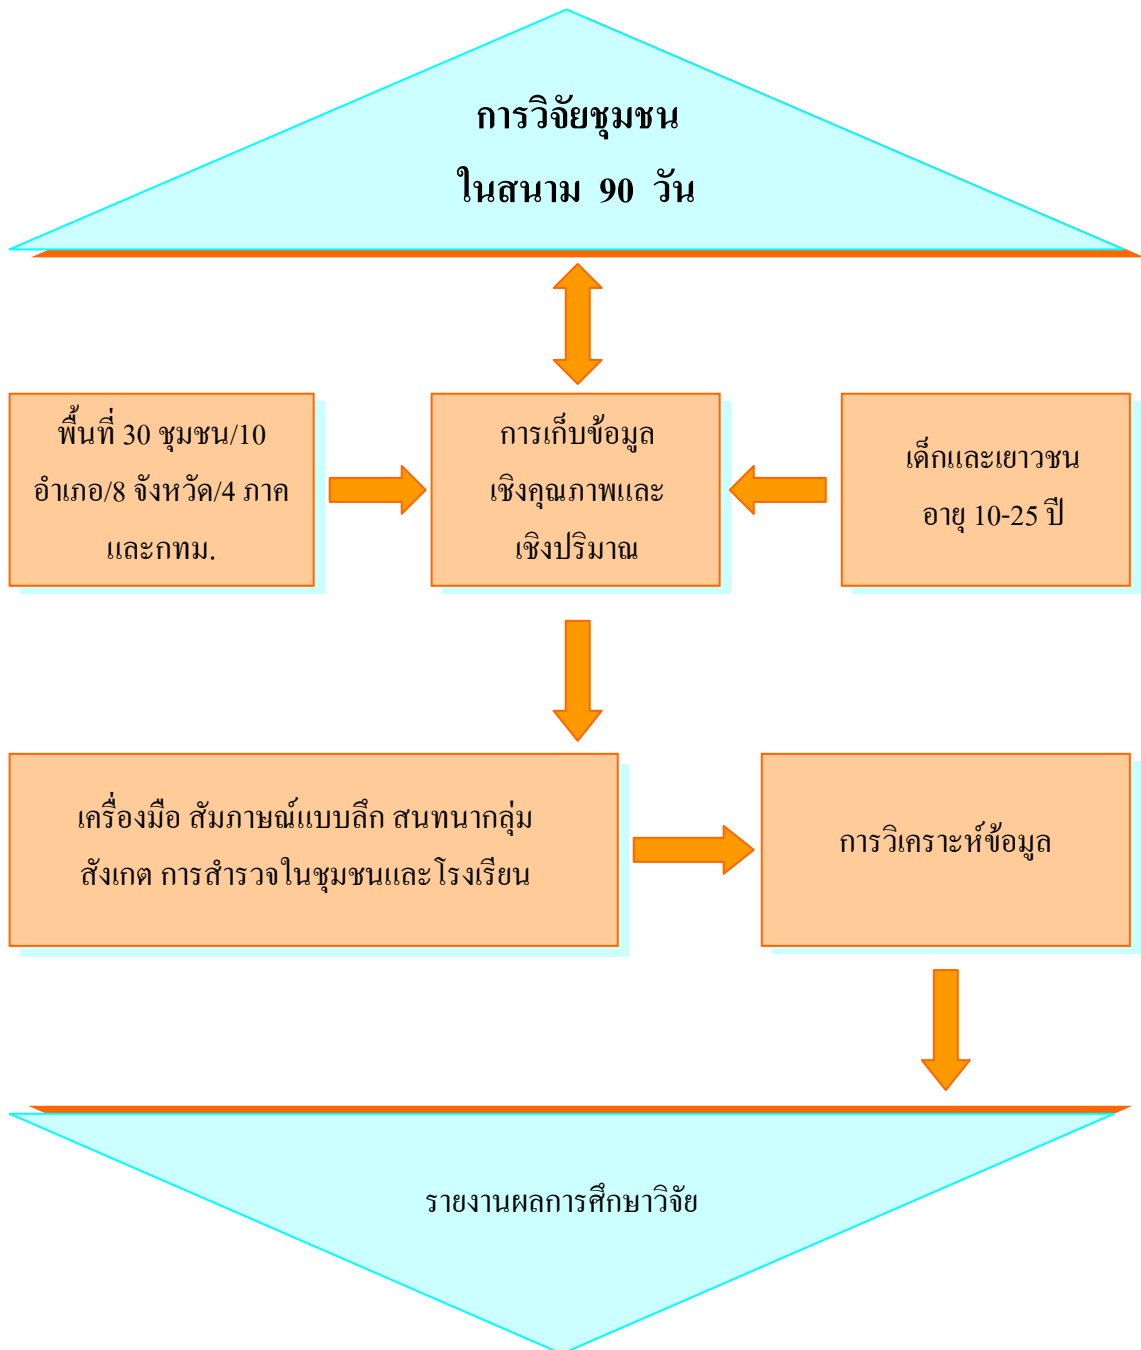 การวิจัยชุมชน
ในสนาม 90 วัน
พื้นที่ 30 ชุมชน/10
อำเภอ/8 จังหวัด/4 ภาค
และกทม.
การเก็บข้อมูล
เชิงคุณภาพและ
เชิงปริมาณ
เด็กและเยาวชน
อายุ 10-25 ปี
เครื่องมือ สัมภาษณ์แบบลึก สนทนากลุ่ม
สังเกต การสำรวจในชุมชนและโรงเรียน
การวิเคราะห์ข้อมูล
รายงานผลการศึกษาวิจัย